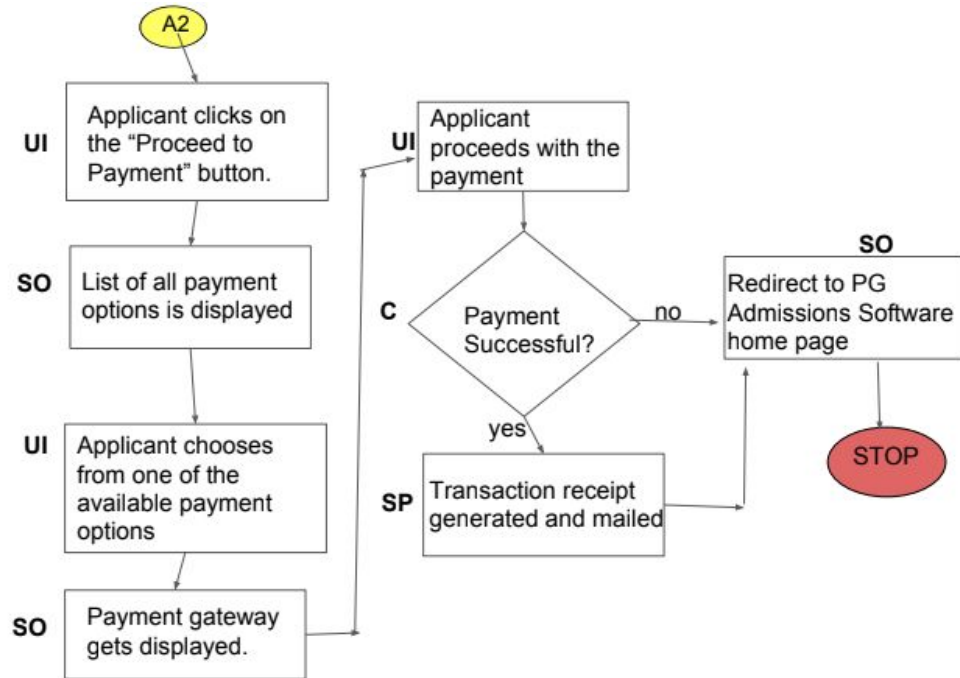 A2
UI
Applicant clicks on
the “Proceed to
Payment” button.
SO
List of all payment
options is displayed
UI
Applicant chooses
from one of the
available payment
options
SO
Payment gateway
gets displayed.
UI
Applicant
proceeds with the
payment
C
Payment
Successful?
no
yes
SP
Transaction receipt
generated and mailed
SO
Redirect to PG
Admissions Software
home page
STOP